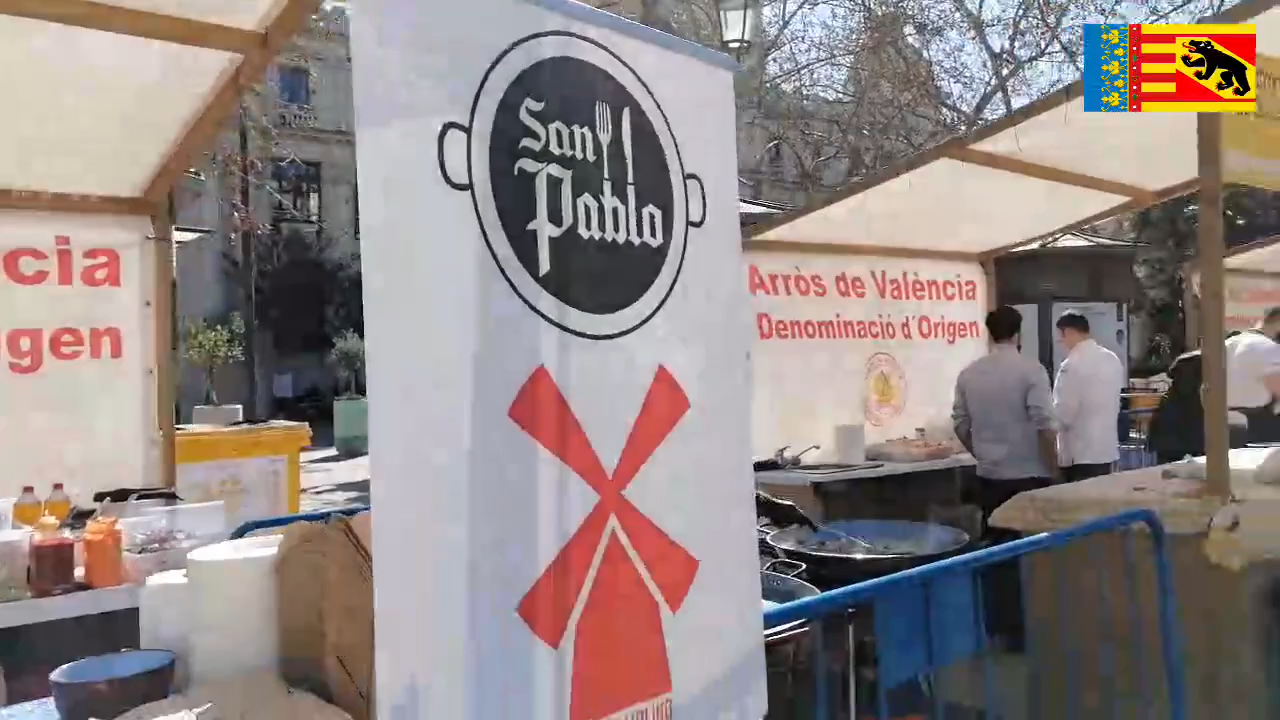 San
Pablo
Arròs de València
Denominació d'Origen
cia
gen